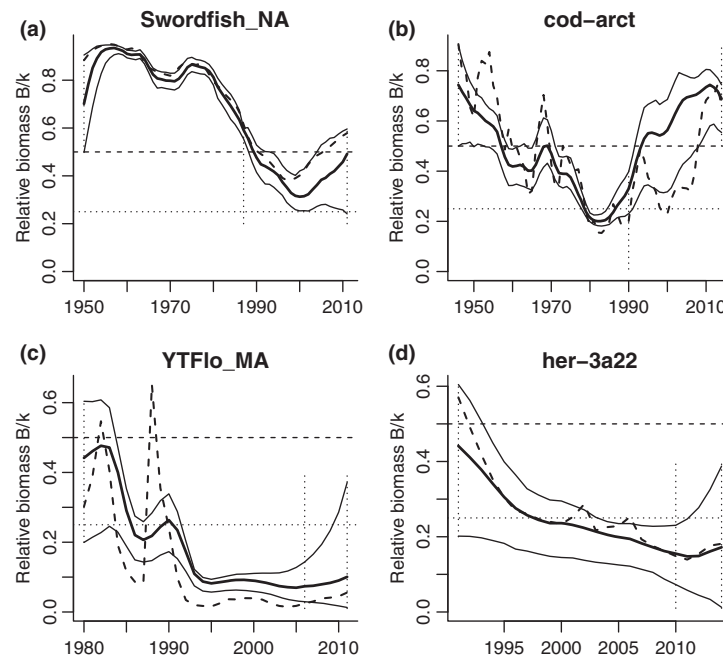 (a) Swordfish_NA
Relative biomass B/k
0.0 0.2 0.4 0.6 0.8
1950 1970 1990 2010
(b) cod–arct
Relative biomass B/k
0.0 0.2 0.4 0.6 0.8
1950 1970 1990 2010
(c) YTFlo_MA
Relative biomass B/k
0.0 0.2 0.4 0.6
1980 1990 2000 2010
(d) her–3a22
Relative biomass B/k
0.0 0.2 0.4 0.6
1995 2000 2005 2010